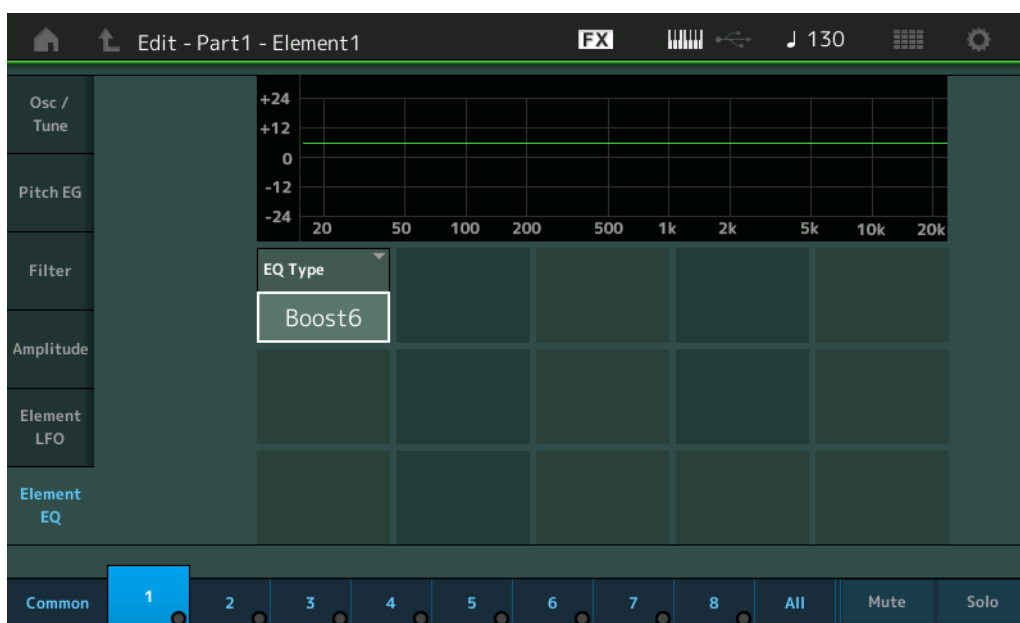 Edit - Part1 - Element1 FX 130
Osc /
Tune
Pitch EG
Filter
Amplitude
Element
LFO
Element
EQ
+24
+12
0
-12
-24
20 50 100 200 500 1k 2k 5k 10k 20k
EQ Type
Boost6
Common 1 2 3 4 5 6 7 8 All Mute Solo